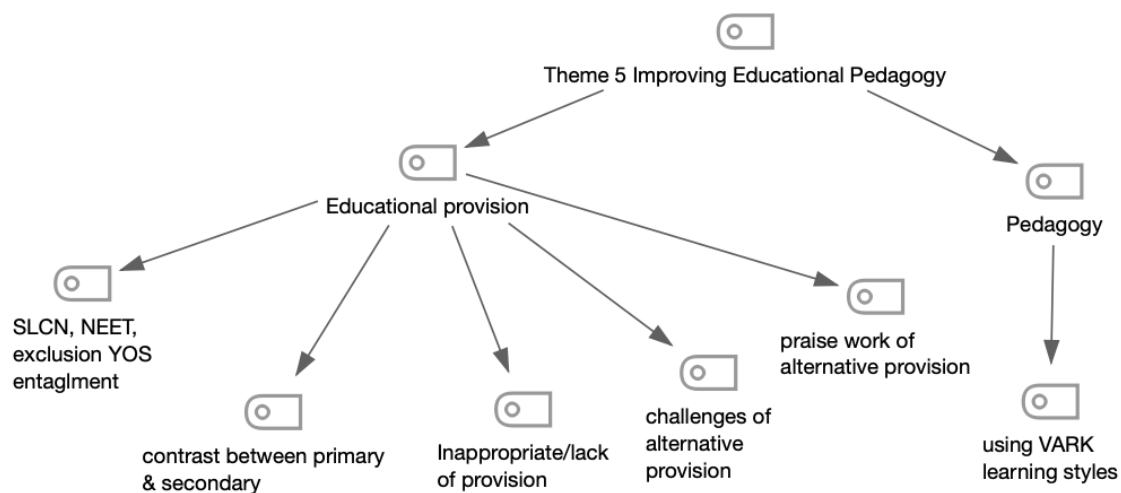 Theme 5 Improving Educational Pedagogy
Educational provision
Pedagogy
SLCN, NEET,
exclusion YOS
entaglment
contrast between primary
& secondary
Inappropriate/lack
of provision
challenges of
alternative
provision
praise work of
alternative provision
using VARK
learning styles